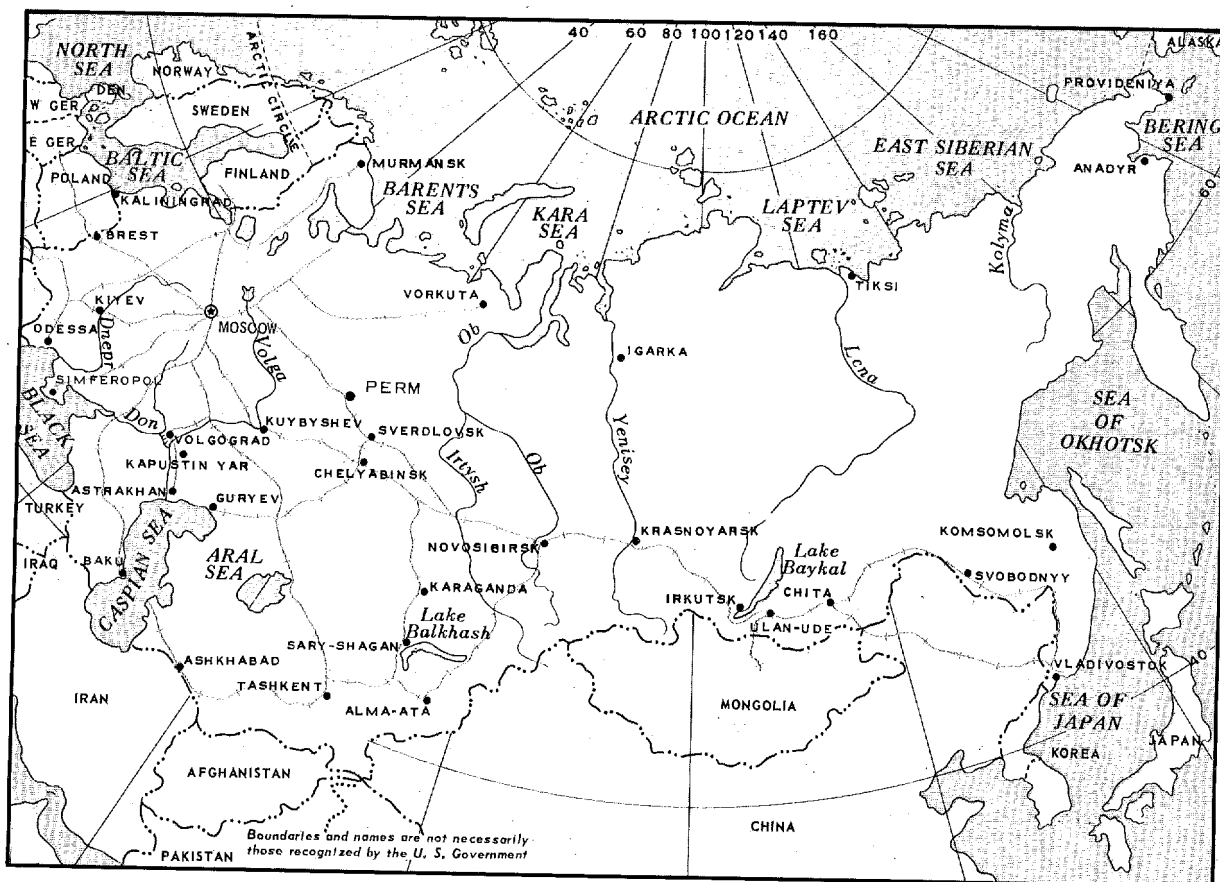 40 60 80 100 120 140 160
ALASKA
NORTH
SEA
ARCTIC CIRCLE
NORWAY
DEN
W GER
SWEDEN
E GER
PROVIDENIYA
ARCTIC OCEAN
BERING
SEA
EAST SIBERIAN
SEA
BALTIC
SEA
FINLAND
MURMANSK
ANADYR
POLAND
KALININGRAD
BARENTS
SEA
KARA
SEA
LAPTEV
SEA
60
BREST
Kolyma
TIKSI
VORKUTA
KIYEV
MOSCOW
Ob
ODESSA
Dnepr
Volga
IGARKA
Lena
SIMFEROPOL
PERM
BLACK
SEA
Don
SEA
OF
OKHOTSK
VOLGOGRAD
KUYBYSHEV
SVERDLOVSK
Yenisey
KAPUSTIN YAR
CHELYABINSK
Irtysh
Ob
ASTRAKHAN
GURYEV
TURKEY
CASPIAN SEA
KRASNOYARSK
KOMSOMOLSK
IRAQ
BAKU
ARAL
SEA
NOVOSIBIRSK
Lake
Baykal
SVOBODNYY
KARAGANDA
IRKUTSK
CHITA
Lake
Balkhash
ULAN-UDE
SARY-SHAGAN
ASHKHABAD
VLADIVOSTOK
40
TASHKENT
IRAN
ALMA-ATA
MONGOLIA
SEA OF
JAPAN
JAPAN
KOREA
AFGHANISTAN
CHINA
Boundaries and names are not necessarily
those recognized by the U. S. Government
PAKISTAN